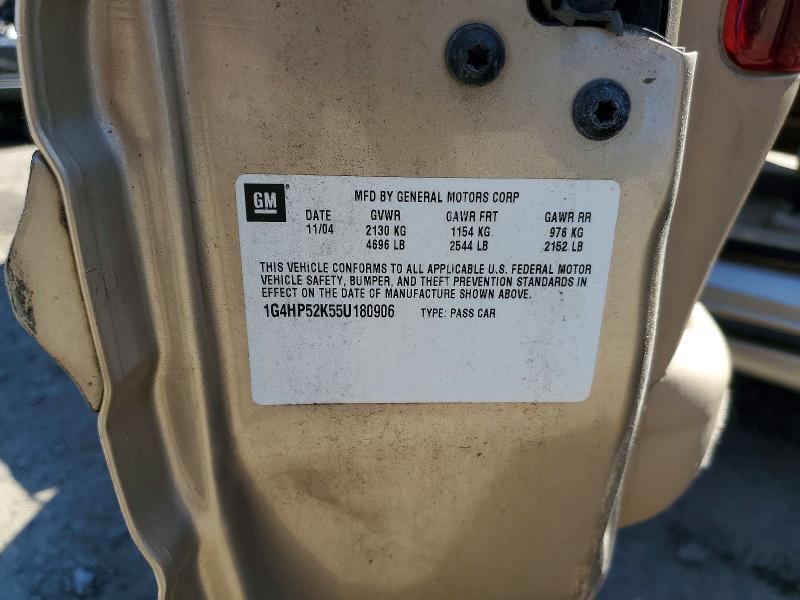 GM MFD BY GENERAL MOTORS CORP
DATE GVWR GAWR FRT GAWR RR
11/04 2130 KG 1154 KG 976 KG
4696 LB 2544 LB 2152 LB
THIS VEHICLE CONFORMS TO ALL APPLICABLE U.S. FEDERAL MOTOR
VEHICLE SAFETY, BUMPER, AND THEFT PREVENTION STANDARDS IN
EFFECT ON THE DATE OF MANUFACTURE SHOWN ABOVE.
1G4HP52K55U180906 TYPE: PASS CAR